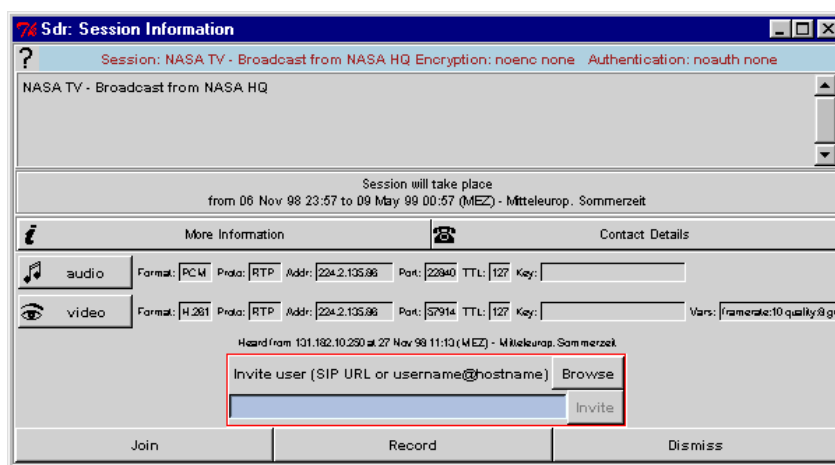 Sdr: Session Information
? Session: NASA TV - Broadcast from NASA HQ Encryption: noenc none Authentication: noauth none
NASA TV - Broadcast from NASA HQ
Session will take place
from 06 Nov 98 23:57 to 09 May 99 00:57 (MEZ) - Mitteleurop. Sommerzeit
i More Information Contact Details
audio Format: PCM Proto: RTP Addr: 224.2.135.86 Port: 22840 TTL: 127 Key:
video Format: H.261 Proto: RTP Addr: 224.2.135.86 Port: 57914 TTL: 127 Key: Vars: framerate:10 quality:8
Heard from 131.182.10.250 at 27 Nov 98 11:13 (MEZ) - Mitteleurop. Sommerzeit
Invite user (SIP URL or username@hostname) Browse
Invite
Join Record Dismiss